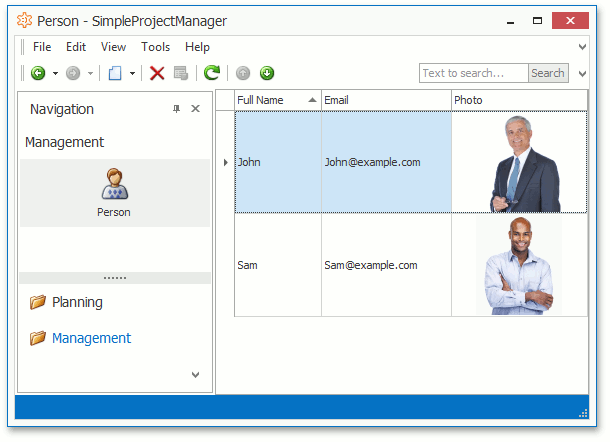 Person - SimpleProjectManager
File Edit View Tools Help
Text to search... Search
Navigation
Management
Person
Planning
Management
Full Name Email Photo
John John@example.com
Sam Sam@example.com